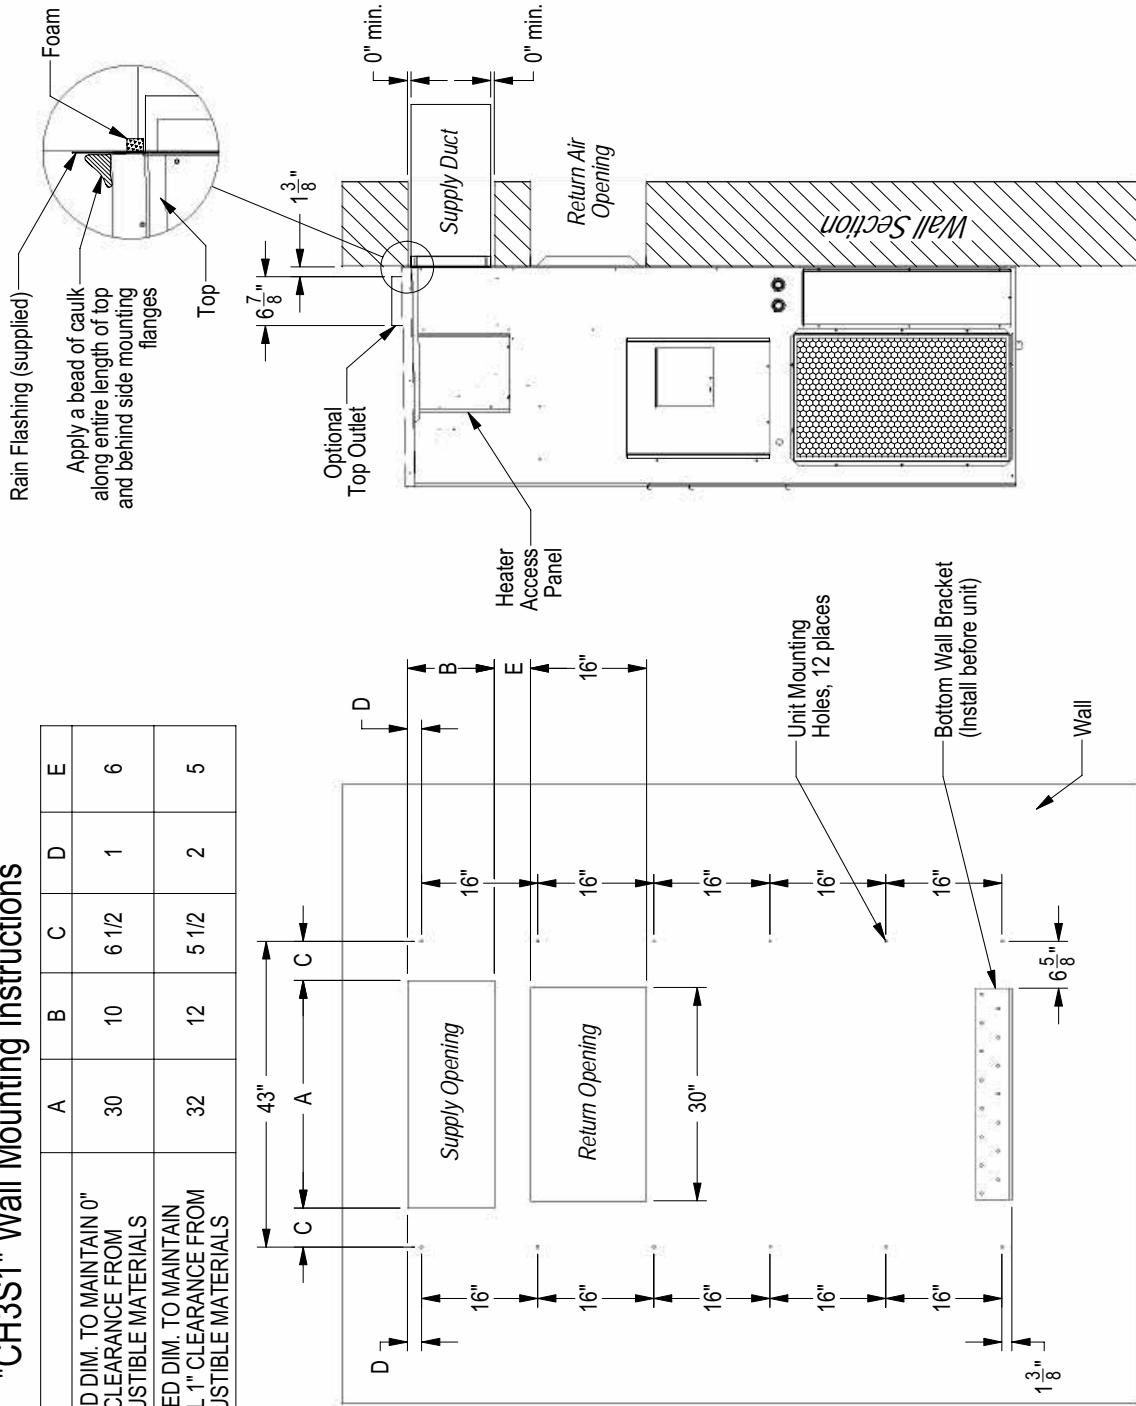 "CH3S1" Wall Mounting Instructions
A B C D E
D DIM. TO MAINTAIN 0"
CLEARANCE FROM
USTIBLE MATERIALS
30 10 6 1/2 1 6
ED DIM. TO MAINTAIN
L 1" CLEARANCE FROM
USTIBLE MATERIALS
32 12 5 1/2 2 5
43"
C A C
D
D
B
E
16"
Supply Opening
Return Opening
30"
16"
16"
16"
16"
16"
16"
16"
16"
16"
16"
1 3/8"
6 5/8"
Unit Mounting
Holes, 12 places
Bottom Wall Bracket
(Install before unit)
Wall
Rain Flashing (supplied)
Apply a bead of caulk
along entire length of top
and behind side mounting
flanges
Top
Foam
6 7/8"
1 3/8"
0" min.
0" min.
Optional
Top Outlet
Heater
Access
Panel
Supply Duct
Return Air
Opening
Wall Section